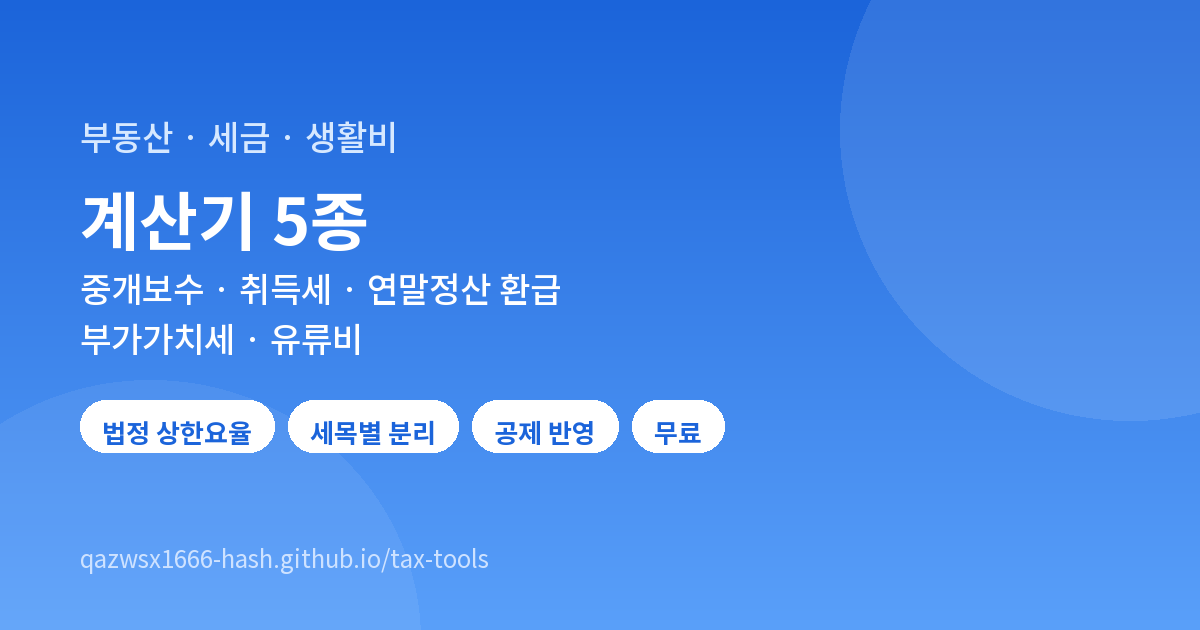 부동산 · 세금 · 생활비
계산기 5종
중개보수 · 취득세 · 연말정산 환급
부가가치세 · 유류비
법정 상한요율 세목별 분리 공제 반영 무료
qazwsx1666-hash.github.io/tax-tools